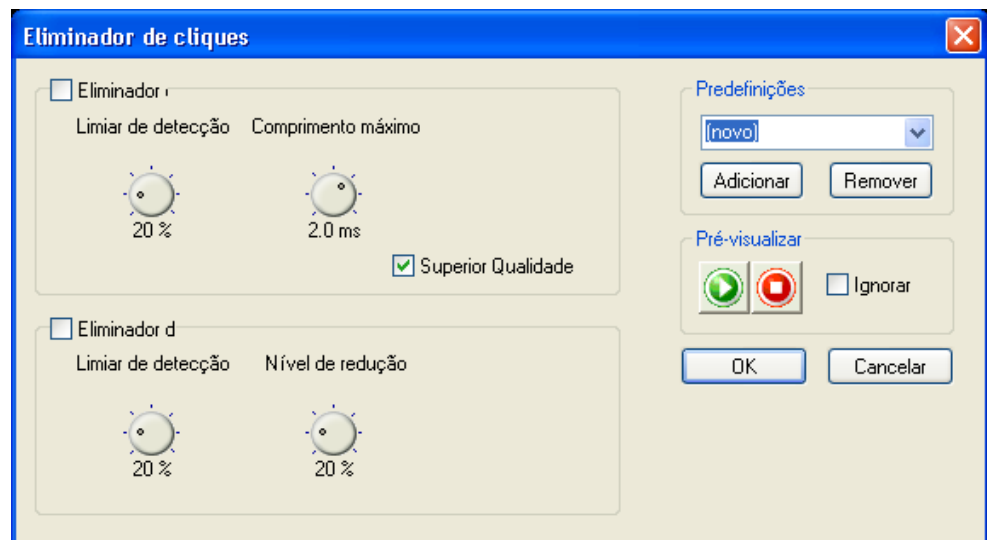 Eliminador de cliques
Eliminador
Limiar de detecção Comprimento máximo
20 % 2.0 ms
Superior Qualidade
Eliminador d
Limiar de detecção Nível de redução
20 % 20 %
Predefinições
(novo)
Adicionar Remover
Pré-visualizar
Ignorar
OK Cancelar